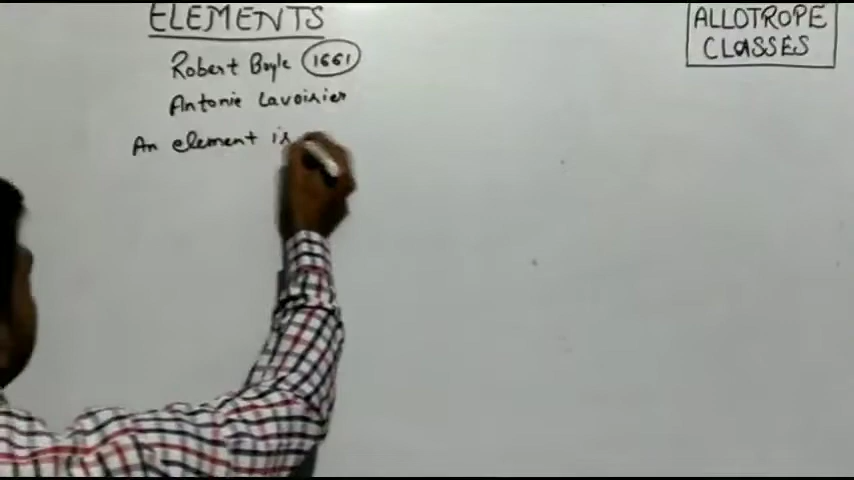 ELEMENTS
Robert Boyle 1661
Antonie Lavoisier
An element is
ALLOTROPE
CLASSES